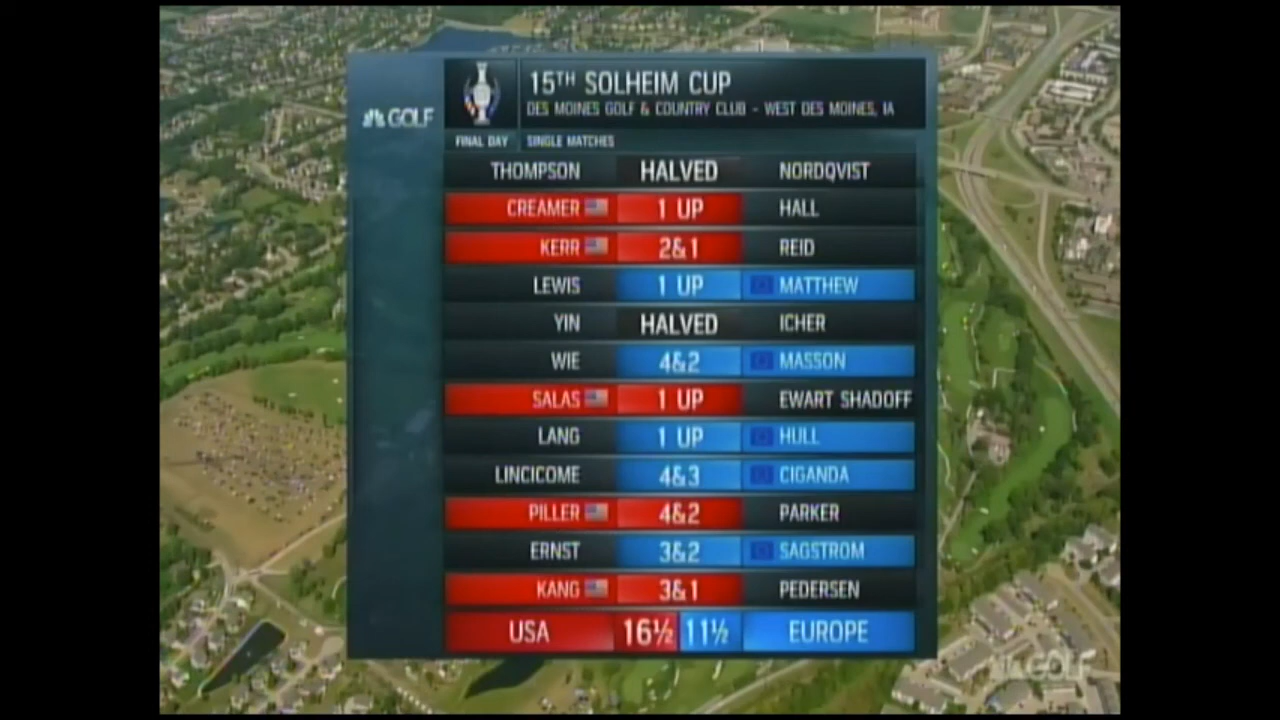 15TH SOLHEIM CUP
DES MOINES GOLF & COUNTRY CLUB - WEST DES MOINES, IA
GOLF
FINAL DAY SINGLE MATCHES
THOMPSON HALVED NORDQVIST
CREAMER 1 UP HALL
KERR 2&1 REID
LEWIS 1 UP MATTHEW
YIN HALVED ICHER
WIE 4&2 MASSON
SALAS 1 UP EWART SHADOFF
LANG 1 UP HULL
LINCICOME 4&3 CIGANDA
PILLER 4&2 PARKER
ERNST 3&2 SAGSTROM
KANG 3&1 PEDERSEN
USA 16½ 11½ EUROPE
GOLF